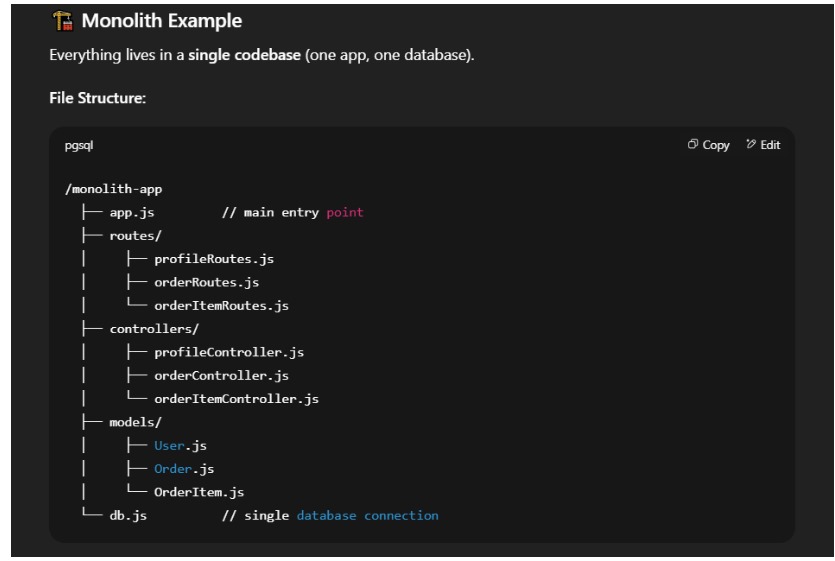 🏗️ Monolith Example
Everything lives in a single codebase (one app, one database).
File Structure:
pgsql Copy Edit
/monolith-app
├── app.js // main entry point
├── routes/
│ ├── profileRoutes.js
│ ├── orderRoutes.js
│ └── orderItemRoutes.js
├── controllers/
│ ├── profileController.js
│ ├── orderController.js
│ └── orderItemController.js
├── models/
│ ├── User.js
│ ├── Order.js
│ └── OrderItem.js
└── db.js // single database connection